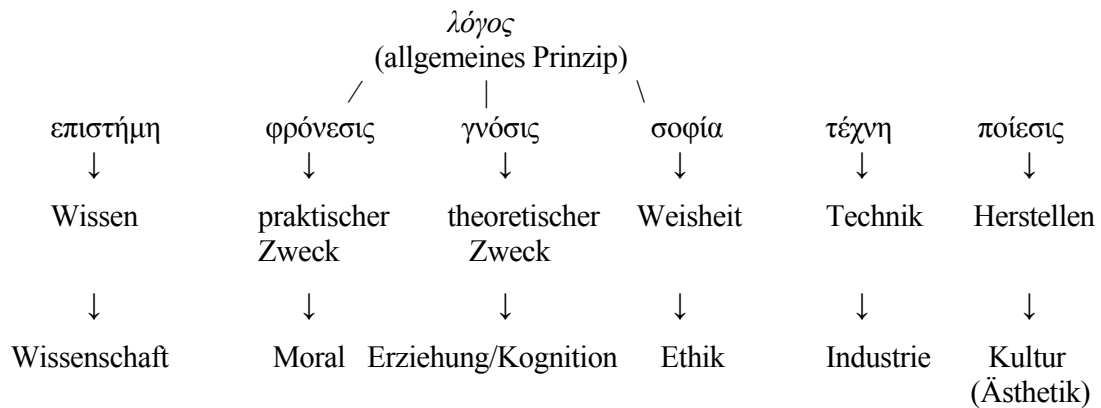 λόγος
(allgemeines Prinzip)
/ | \
επιστήμη φρόνεσις γνόσις σοφία τέχνη ποίεσις
↓ ↓ ↓ ↓ ↓ ↓
Wissen praktischer theoretischer Weisheit Technik Herstellen
Zweck Zweck
↓ ↓ ↓ ↓ ↓ ↓
Wissenschaft Moral Erziehung/Kognition Ethik Industrie Kultur
(Ästhetik)